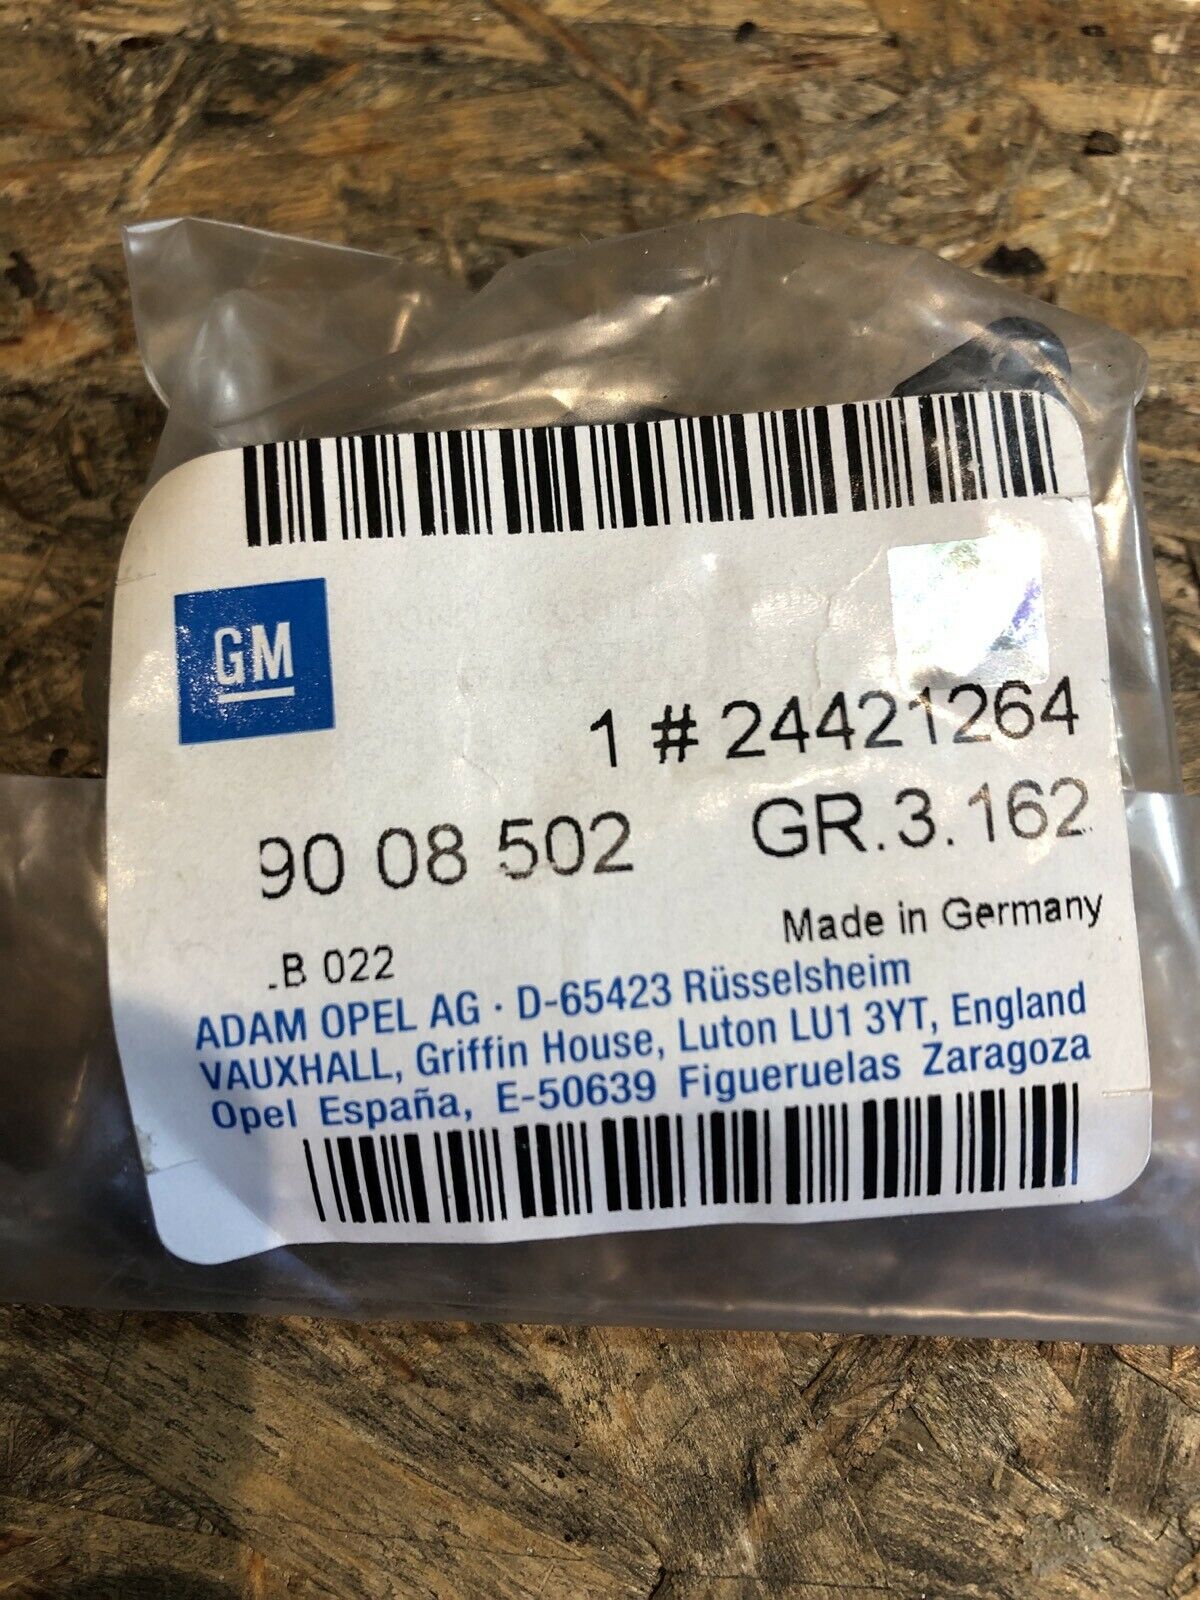 GM
1 # 24421264
90 08 502 GR.3.162
Made in Germany
.B 022
ADAM OPEL AG · D-65423 Rüsselsheim
VAUXHALL, Griffin House, Luton LU1 3YT, England
Opel España, E-50639 Figueruelas Zaragoza